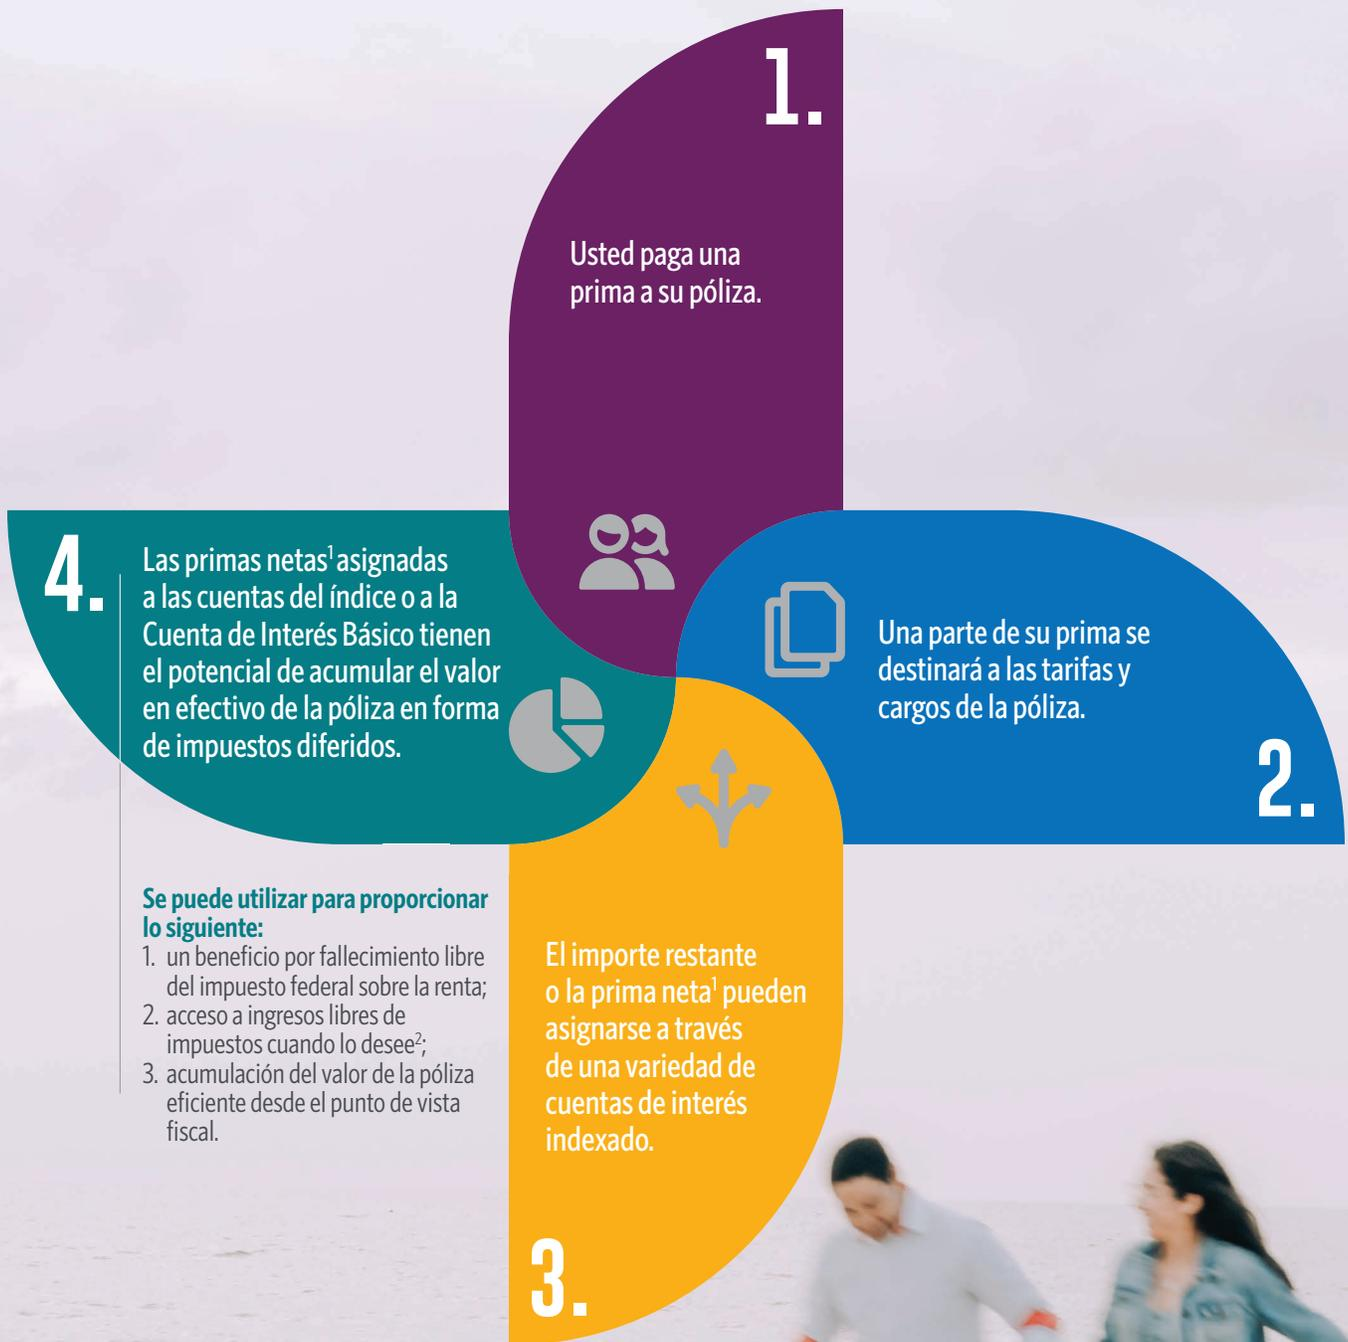 1.
Usted paga una
prima a su póliza.
2.
Una parte de su prima se
destinará a las tarifas y
cargos de la póliza.
3.
El importe restante
o la prima neta¹ pueden
asignarse a través
de una variedad de
cuentas de interés
indexado.
4.
Las primas netas¹ asignadas
a las cuentas del índice o a la
Cuenta de Interés Básico tienen
el potencial de acumular el valor
en efectivo de la póliza en forma
de impuestos diferidos.
Se puede utilizar para proporcionar
lo siguiente:
1. un beneficio por fallecimiento libre
del impuesto federal sobre la renta;
2. acceso a ingresos libres de
impuestos cuando lo desee²;
3. acumulación del valor de la póliza
eficiente desde el punto de vista
fiscal.